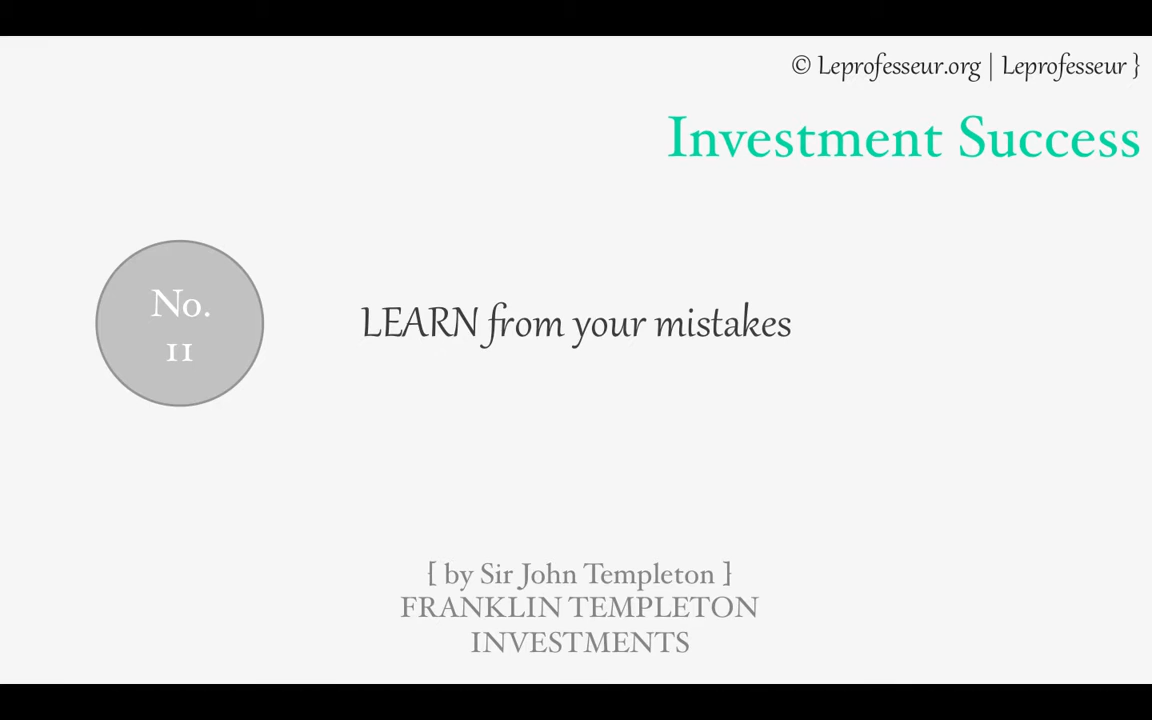 © Leprofesseur.org | Leprofesseur }
Investment Success
No.
11
LEARN from your mistakes
{ by Sir John Templeton }
FRANKLIN TEMPLETON
INVESTMENTS